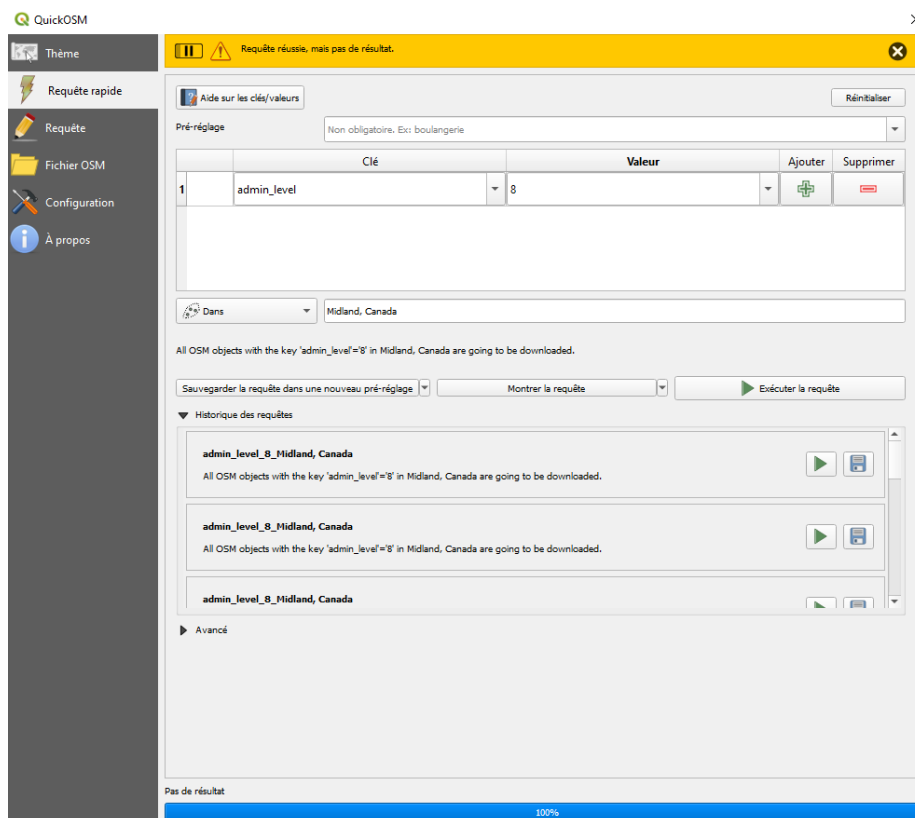 QuickOSM
Thème
Requête rapide
Requête
Fichier OSM
Configuration
À propos
Requête réussie, mais pas de résultat.
Aide sur les clés/valeurs
Réinitialiser
Pré-réglage
Non obligatoire. Ex: boulangerie
Clé Valeur Ajouter Supprimer
1 admin_level 8
Dans Midland, Canada
All OSM objects with the key 'admin_level'='8' in Midland, Canada are going to be downloaded.
Sauvegarder la requête dans une nouveau pré-réglage Montrer la requête Exécuter la requête
Historique des requêtes
admin_level_8_Midland, Canada
All OSM objects with the key 'admin_level'='8' in Midland, Canada are going to be downloaded.
admin_level_8_Midland, Canada
All OSM objects with the key 'admin_level'='8' in Midland, Canada are going to be downloaded.
admin_level_8_Midland, Canada
Avancé
Pas de résultat
100%